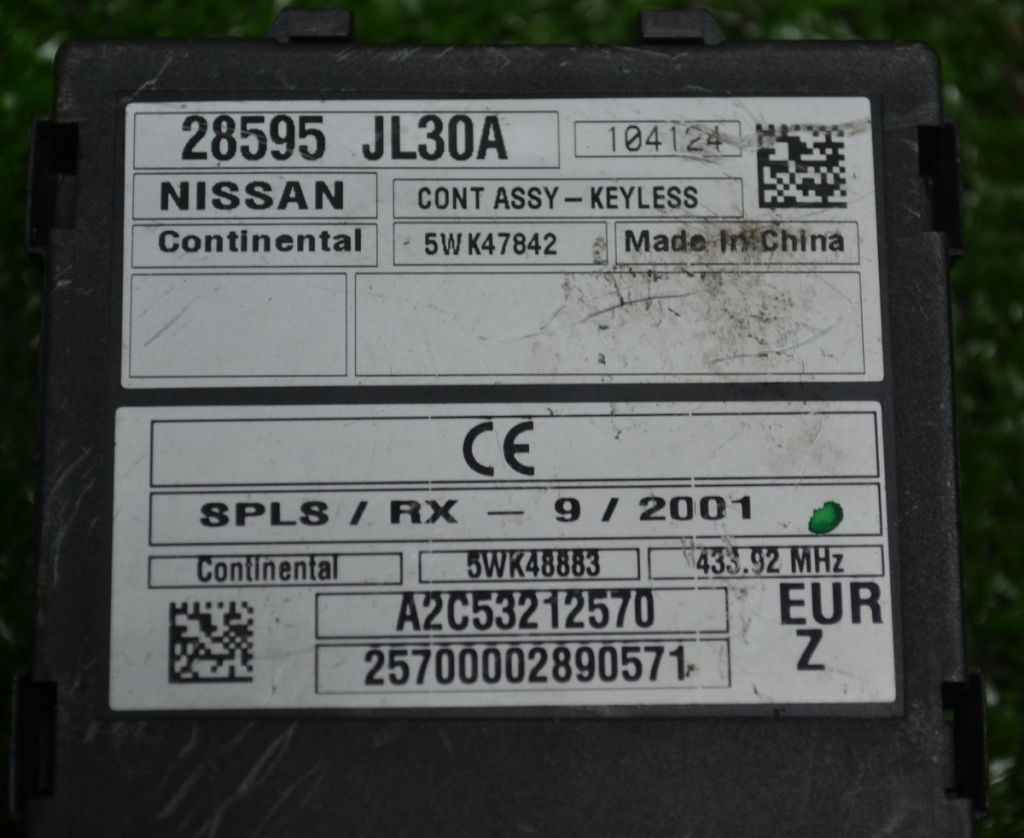 28595 JL30A 104124
NISSAN CONT ASSY-KEYLESS
Continental 5WK47842 Made In China
CE
SPLS / RX - 9 / 2001
Continental 5WK48883 433.92 MHz
A2C53212570 EUR
Z
25700002890571